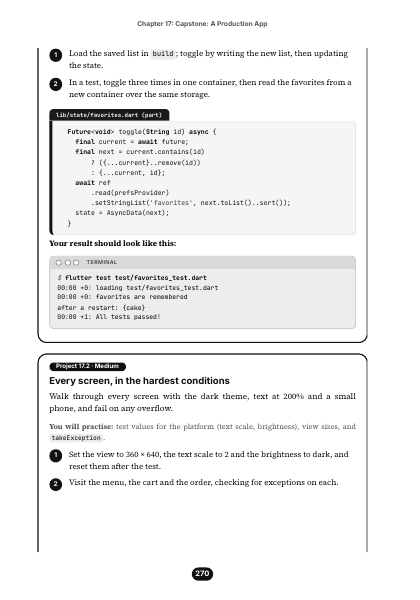 Chapter 17: Capstone: A Production App
1 Load the saved list in build; toggle by writing the new list, then updating
the state.
2 In a test, toggle three times in one container, then read the favorites from a
new container over the same storage.
lib/state/favorites.dart (part)
Future<void> toggle(String id) async {
  final current = await future;
  final next = current.contains(id)
      ? ({...current}..remove(id))
      : {...current, id};
  await ref
      .read(prefsProvider)
      .setStringList('favorites', next.toList()..sort());
  state = AsyncData(next);
}
Your result should look like this:
TERMINAL
$ flutter test test/favorites_test.dart
00:00 +0: loading test/favorites_test.dart
00:00 +0: favorites are remembered
after a restart: {cake}
00:00 +1: All tests passed!
Project 17.2 · Medium
Every screen, in the hardest conditions
Walk through every screen with the dark theme, text at 200% and a small
phone, and fail on any overflow.
You will practise: test values for the platform (text scale, brightness), view sizes, and
takeException.
1 Set the view to 360 × 640, the text scale to 2 and the brightness to dark, and
reset them after the test.
2 Visit the menu, the cart and the order, checking for exceptions on each.
270